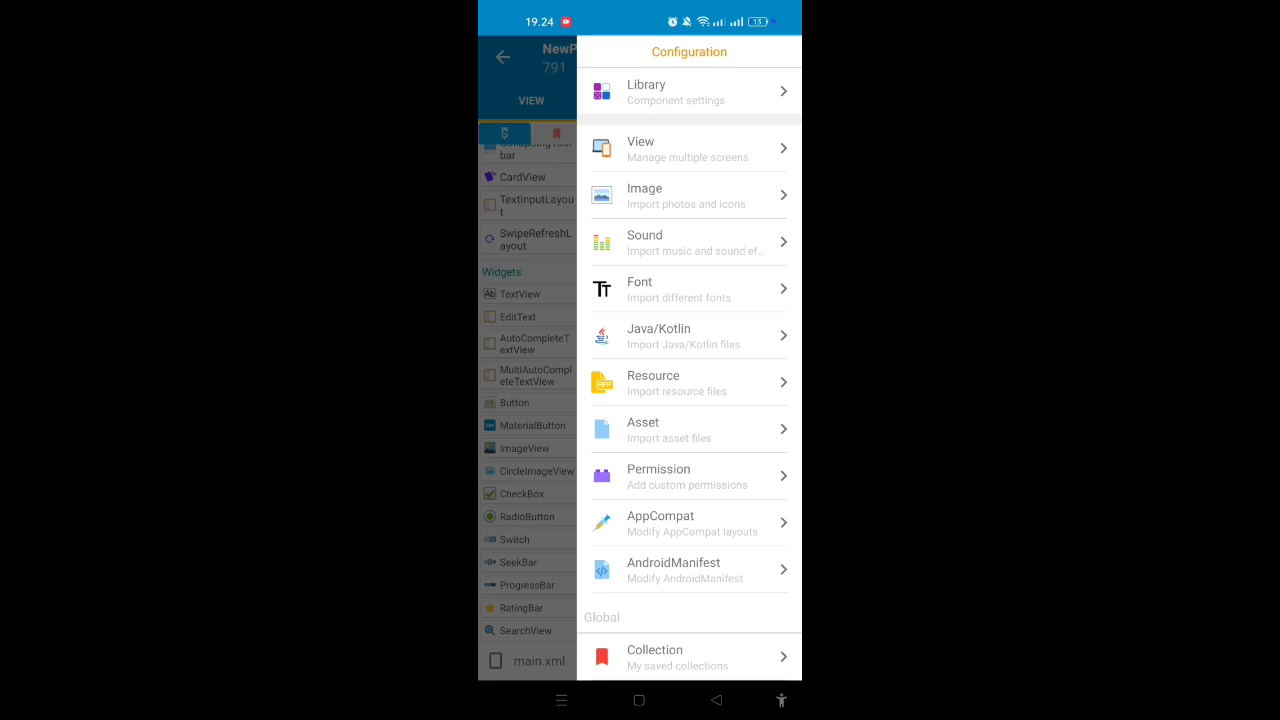 19.24
13
NewP
791
VIEW
bar
CardView
TextInputLayou
t
SwipeRefreshL
ayout
Widgets
Ab TextView
EditText
AutoCompleteT
extView
MultiAutoCompl
eteTextView
Button
MaterialButton
ImageView
CircleImageView
CheckBox
RadioButton
Switch
SeekBar
ProgressBar
RatingBar
SearchView
main.xml
Configuration
Library
Component settings
View
Manage multiple screens
Image
Import photos and icons
Sound
Import music and sound ef...
Font
Import different fonts
Java/Kotlin
Import Java/Kotlin files
Resource
Import resource files
Asset
Import asset files
Permission
Add custom permissions
AppCompat
Modify AppCompat layouts
AndroidManifest
Modify AndroidManifest
Global
Collection
My saved collections